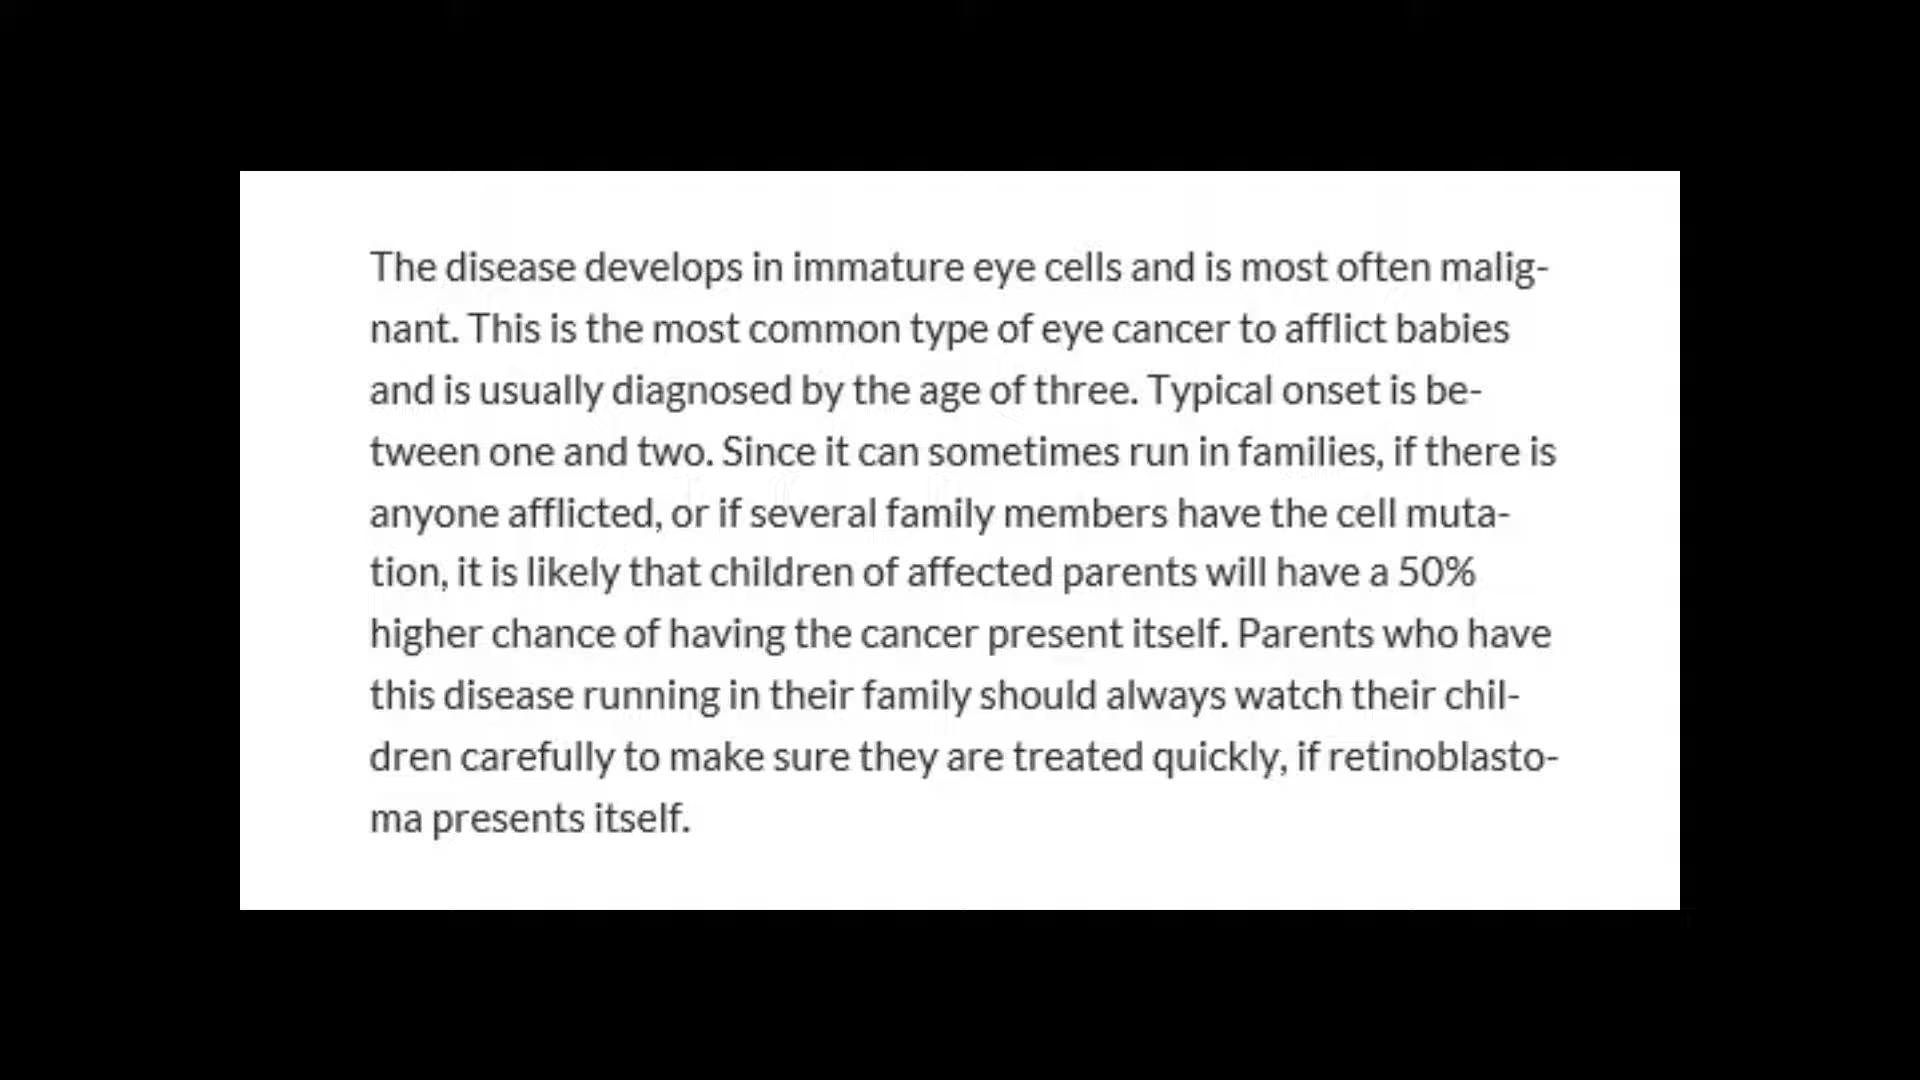 The disease develops in immature eye cells and is most often malig-
nant. This is the most common type of eye cancer to afflict babies
and is usually diagnosed by the age of three. Typical onset is be-
tween one and two. Since it can sometimes run in families, if there is
anyone afflicted, or if several family members have the cell muta-
tion, it is likely that children of affected parents will have a 50%
higher chance of having the cancer present itself. Parents who have
this disease running in their family should always watch their chil-
dren carefully to make sure they are treated quickly, if retinoblasto-
ma presents itself.